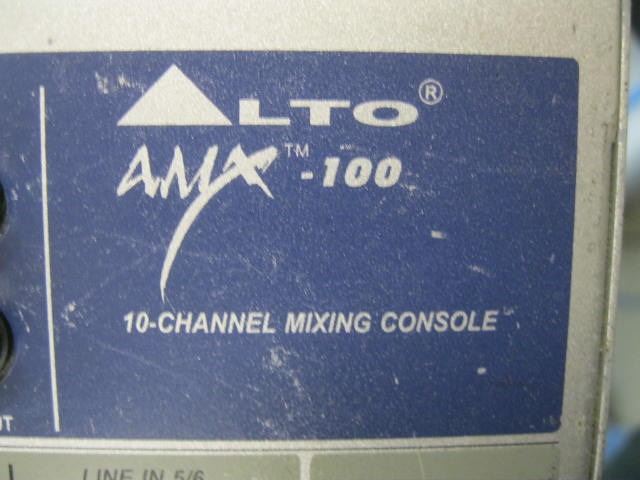 ALTO®
AMX™-100
10-CHANNEL MIXING CONSOLE
LINE IN 5/6